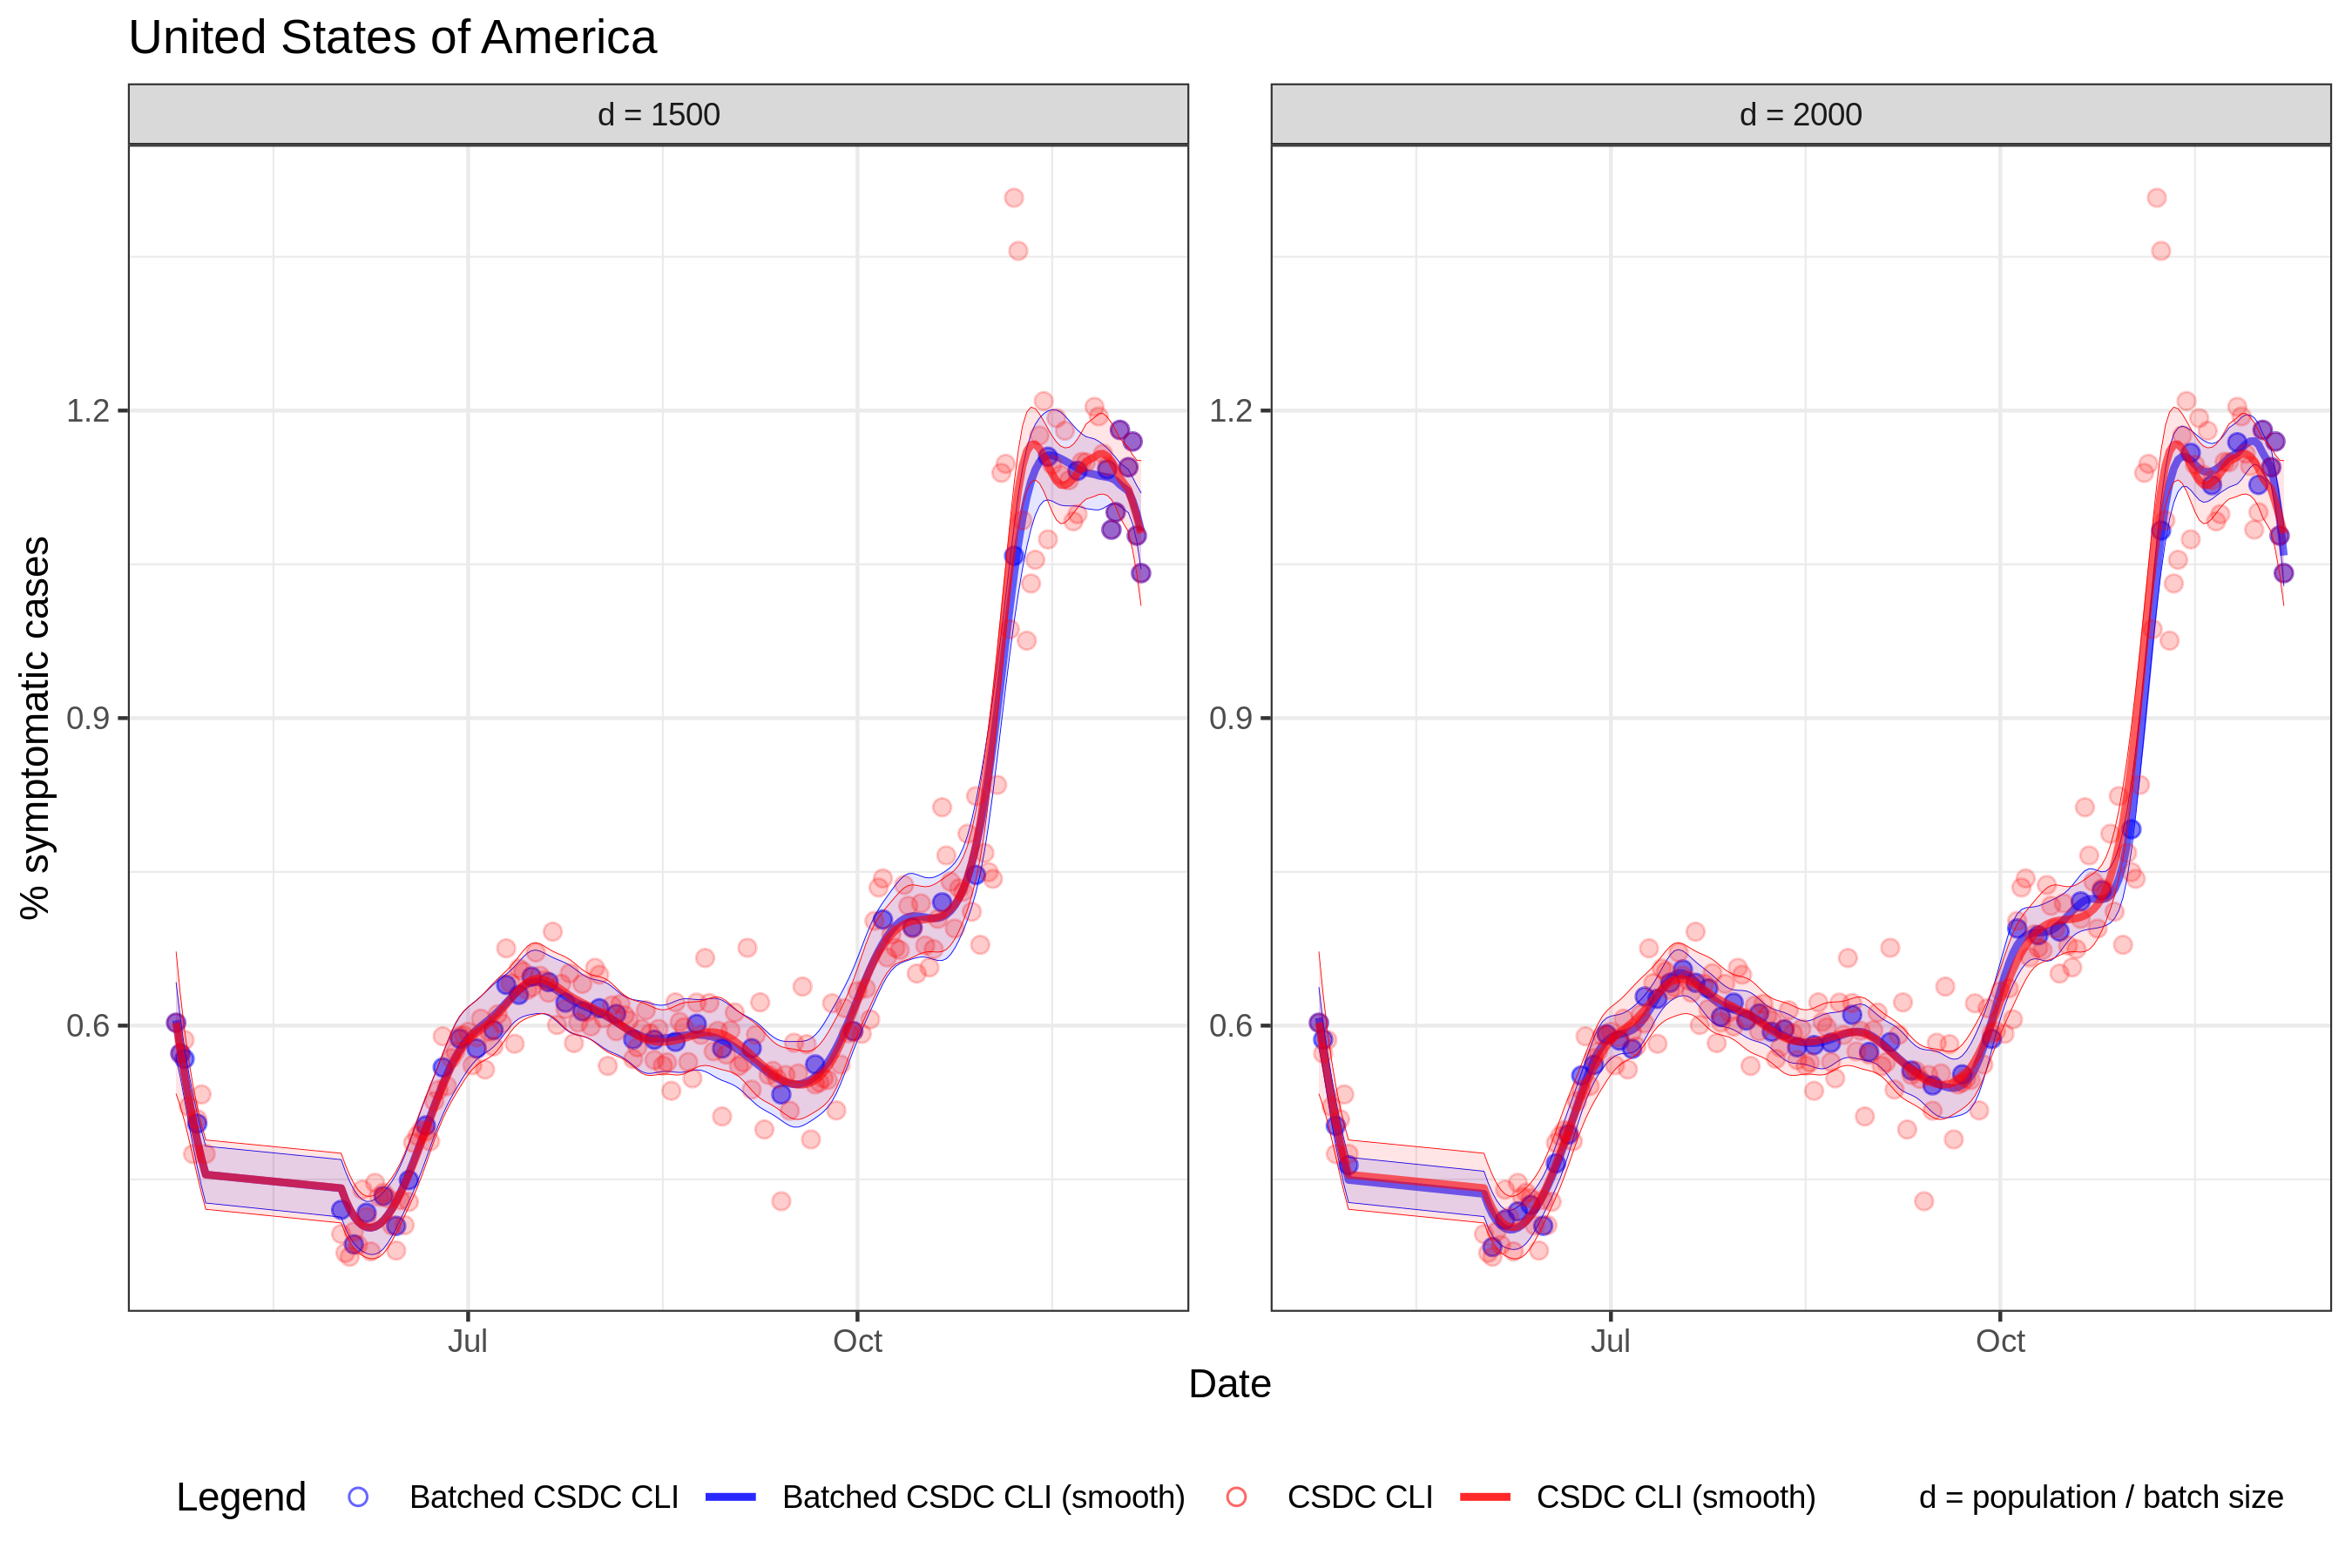 United States of America
d = 1500
d = 2000
% symptomatic cases
1.2
0.9
0.6
1.2
0.9
0.6
Jul
Oct
Jul
Oct
Date
Legend
Batched CSDC CLI
Batched CSDC CLI (smooth)
CSDC CLI
CSDC CLI (smooth)
d = population / batch size